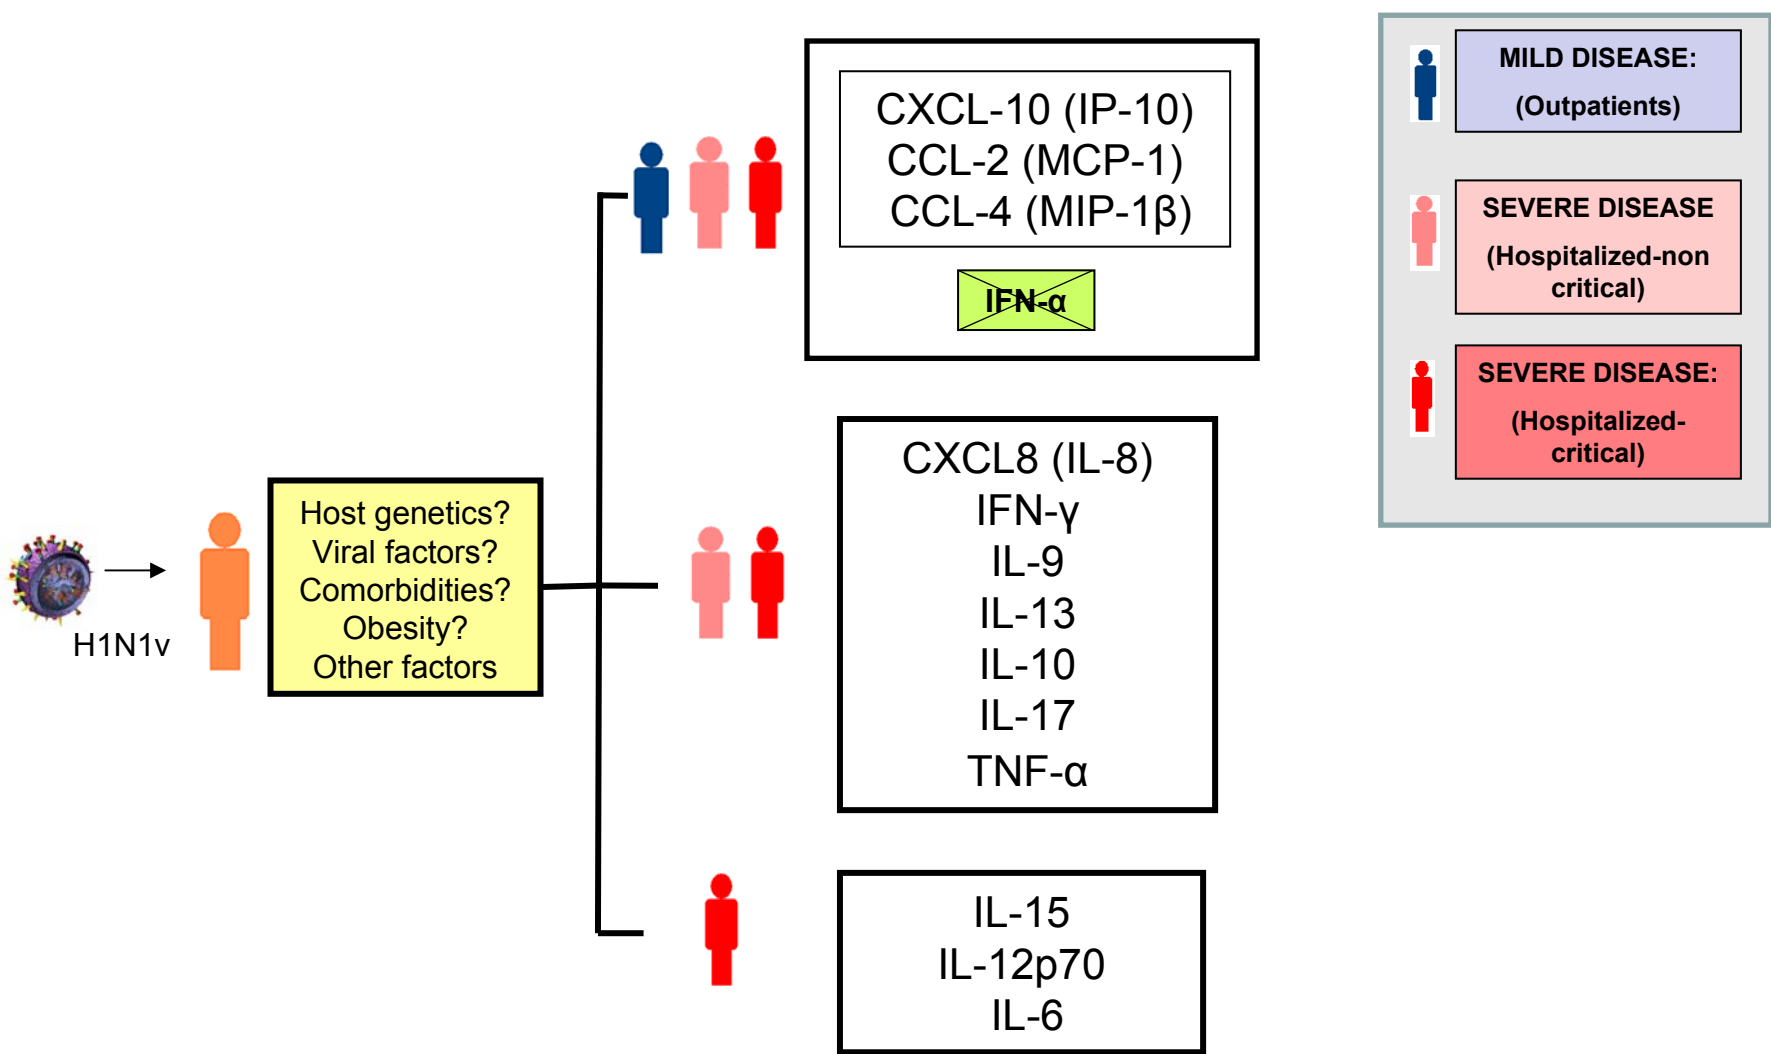 H1N1v
Host genetics?
Viral factors?
Comorbidities?
Obesity?
Other factors
CXCL-10 (IP-10)
CCL-2 (MCP-1)
CCL-4 (MIP-1β)
IFN-α
CXCL8 (IL-8)
IFN-γ
IL-9
IL-13
IL-10
IL-17
TNF-α
IL-15
IL-12p70
IL-6
MILD DISEASE:
(Outpatients)
SEVERE DISEASE
(Hospitalized-non
critical)
SEVERE DISEASE:
(Hospitalized-
critical)